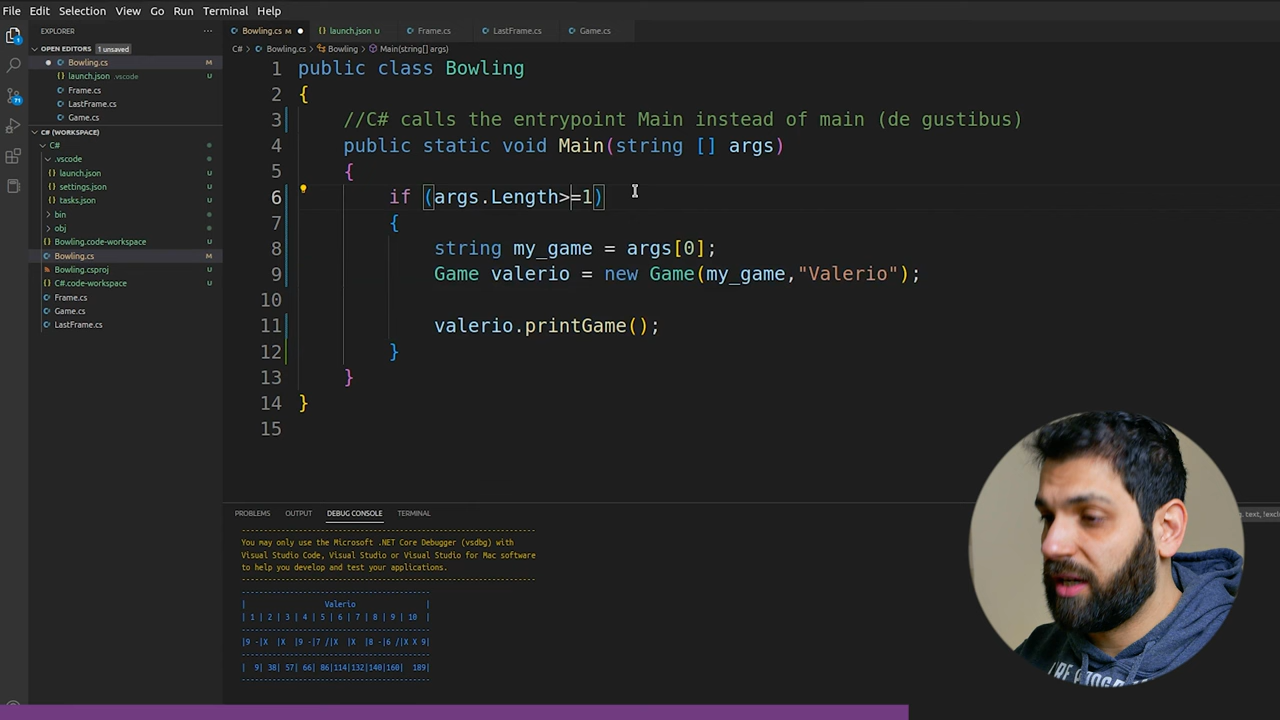 File Edit Selection View Go Run Terminal Help
EXPLORER
OPEN EDITORS 1 unsaved
Bowling.cs M
launch.json .vscode U
Frame.cs
LastFrame.cs
Game.cs
C# (WORKSPACE)
C#
.vscode
launch.json U
settings.json U
tasks.json U
bin
obj
Bowling.code-workspace U
Bowling.cs M
Bowling.csproj U
C#.code-workspace U
Frame.cs
Game.cs
LastFrame.cs
1
71
Bowling.cs M launch.json U Frame.cs LastFrame.cs Game.cs
C# > Bowling.cs > Bowling > Main(string[] args)
1 public class Bowling
2 {
3 //C# calls the entrypoint Main instead of main (de gustibus)
4 public static void Main(string [] args)
5 {
6 if (args.Length>=1)
7 {
8 string my_game = args[0];
9 Game valerio = new Game(my_game,"Valerio");
10
11 valerio.printGame();
12 }
13 }
14 }
15
PROBLEMS OUTPUT DEBUG CONSOLE TERMINAL
-------------------------------------------------------------------
You may only use the Microsoft .NET Core Debugger (vsdbg) with
Visual Studio Code, Visual Studio or Visual Studio for Mac software
to help you develop and test your applications.
-------------------------------------------------------------------
-------------------------------------------
| Valerio |
| 1 | 2 | 3 | 4 | 5 | 6 | 7 | 8 | 9 | 10 |
-------------------------------------------
|9 -|X |X |9 -|7 /|X |X |8 -|6 /|X X 9|
-------------------------------------------
| 9| 38| 57| 66| 86|114|132|140|160| 189|
-------------------------------------------